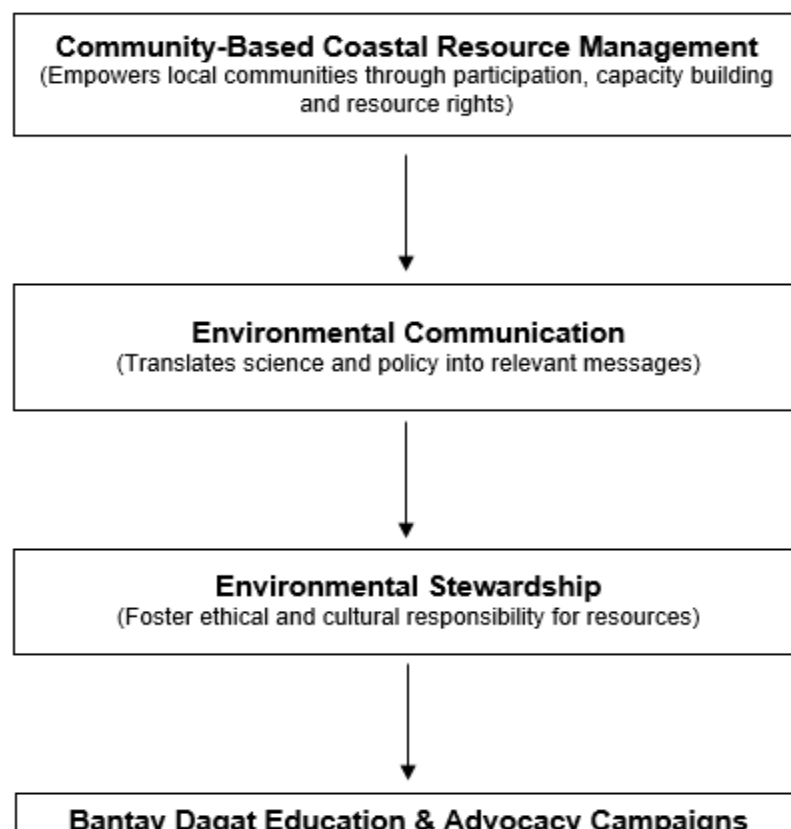 Community-Based Coastal Resource Management
(Empowers local communities through participation, capacity building
and resource rights)
Environmental Communication
(Translates science and policy into relevant messages)
Environmental Stewardship
(Foster ethical and cultural responsibility for resources)
Bantay Dagat Education & Advocacy Campaigns